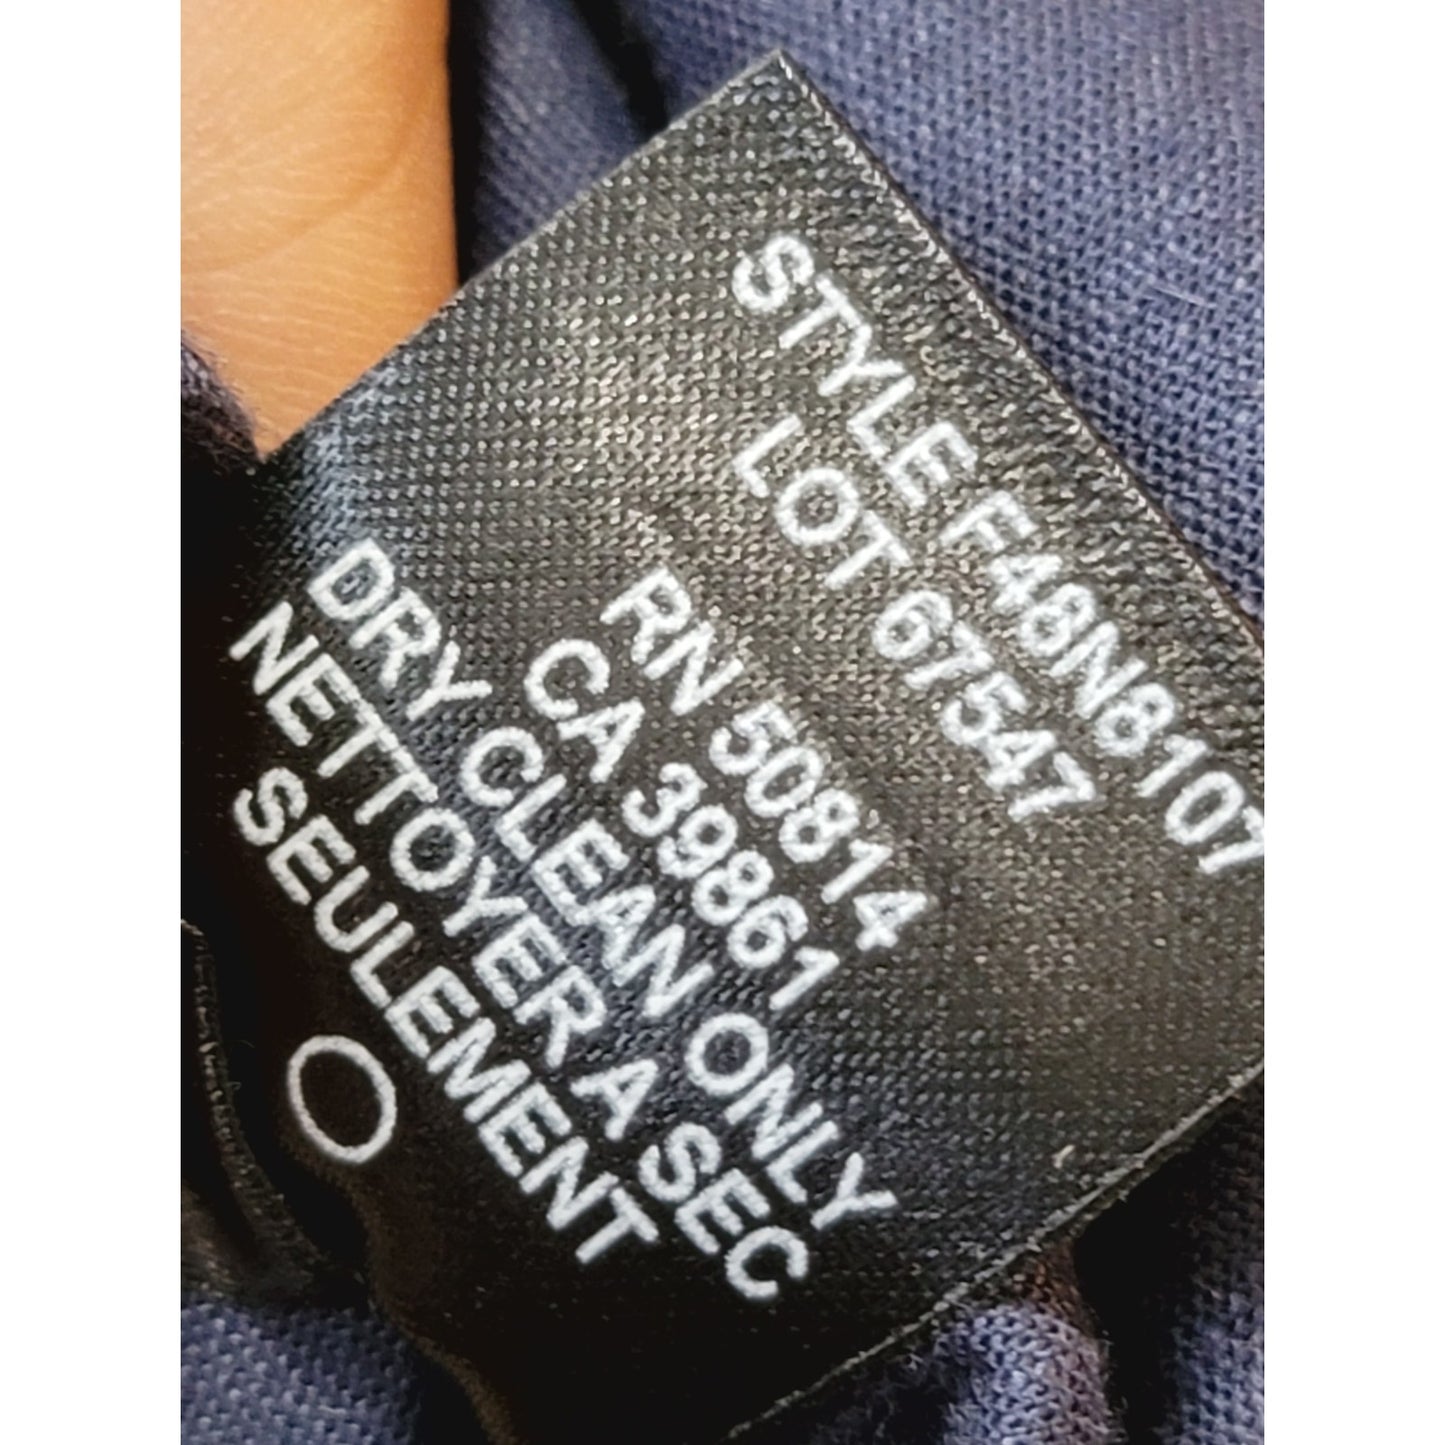 STYLE F48N8107
LOT 67547
RN 50814
CA 39861
DRY CLEAN ONLY
NETTOYER A SEC
SEULEMENT